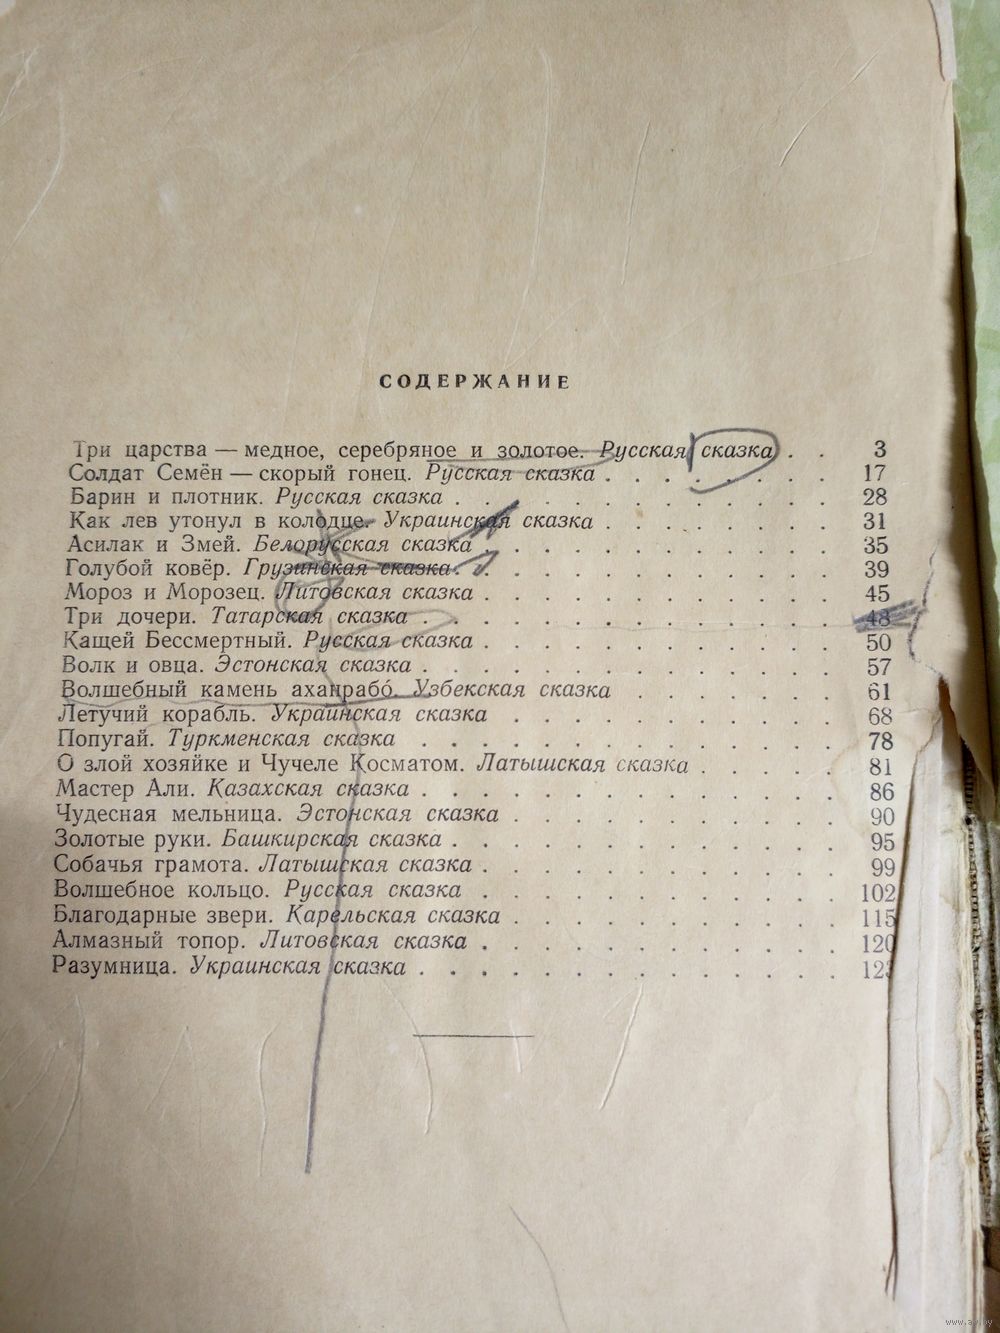 СОДЕРЖАНИЕ
Три царства — медное, серебряное и золотое. Русская сказка . . 3
Солдат Семён — скорый гонец. Русская сказка . . . . . . . . 17
Барин и плотник. Русская сказка . . . . . . . . . . . . . 28
Как лев утонул в колодце. Украинская сказка . . . . . . . . 31
Асилак и Змей. Белорусская сказка . . . . . . . . . . . . 35
Голубой ковёр. Грузинская сказка . . . . . . . . . . . . . 39
Мороз и Морозец. Литовская сказка . . . . . . . . . . . . 45
Три дочери. Татарская сказка . . . . . . . . . . . . . . 48
Кащей Бессмертный. Русская сказка . . . . . . . . . . . . 50
Волк и овца. Эстонская сказка . . . . . . . . . . . . . . 57
Волшебный камень аханрабó. Узбекская сказка . . . . . . . 61
Летучий корабль. Украинская сказка . . . . . . . . . . . 68
Попугай. Туркменская сказка . . . . . . . . . . . . . . 78
О злой хозяйке и Чучеле Косматом. Латышская сказка . . . . . 81
Мастер Али. Казахская сказка . . . . . . . . . . . . . . 86
Чудесная мельница. Эстонская сказка . . . . . . . . . . . 90
Золотые руки. Башкирская сказка . . . . . . . . . . . . . 95
Собачья грамота. Латышская сказка . . . . . . . . . . . . 99
Волшебное кольцо. Русская сказка . . . . . . . . . . . . 102
Благодарные звери. Карельская сказка . . . . . . . . . . . 115
Алмазный топор. Литовская сказка . . . . . . . . . . . . 120
Разумница. Украинская сказка . . . . . . . . . . . . . .
www.ay.by